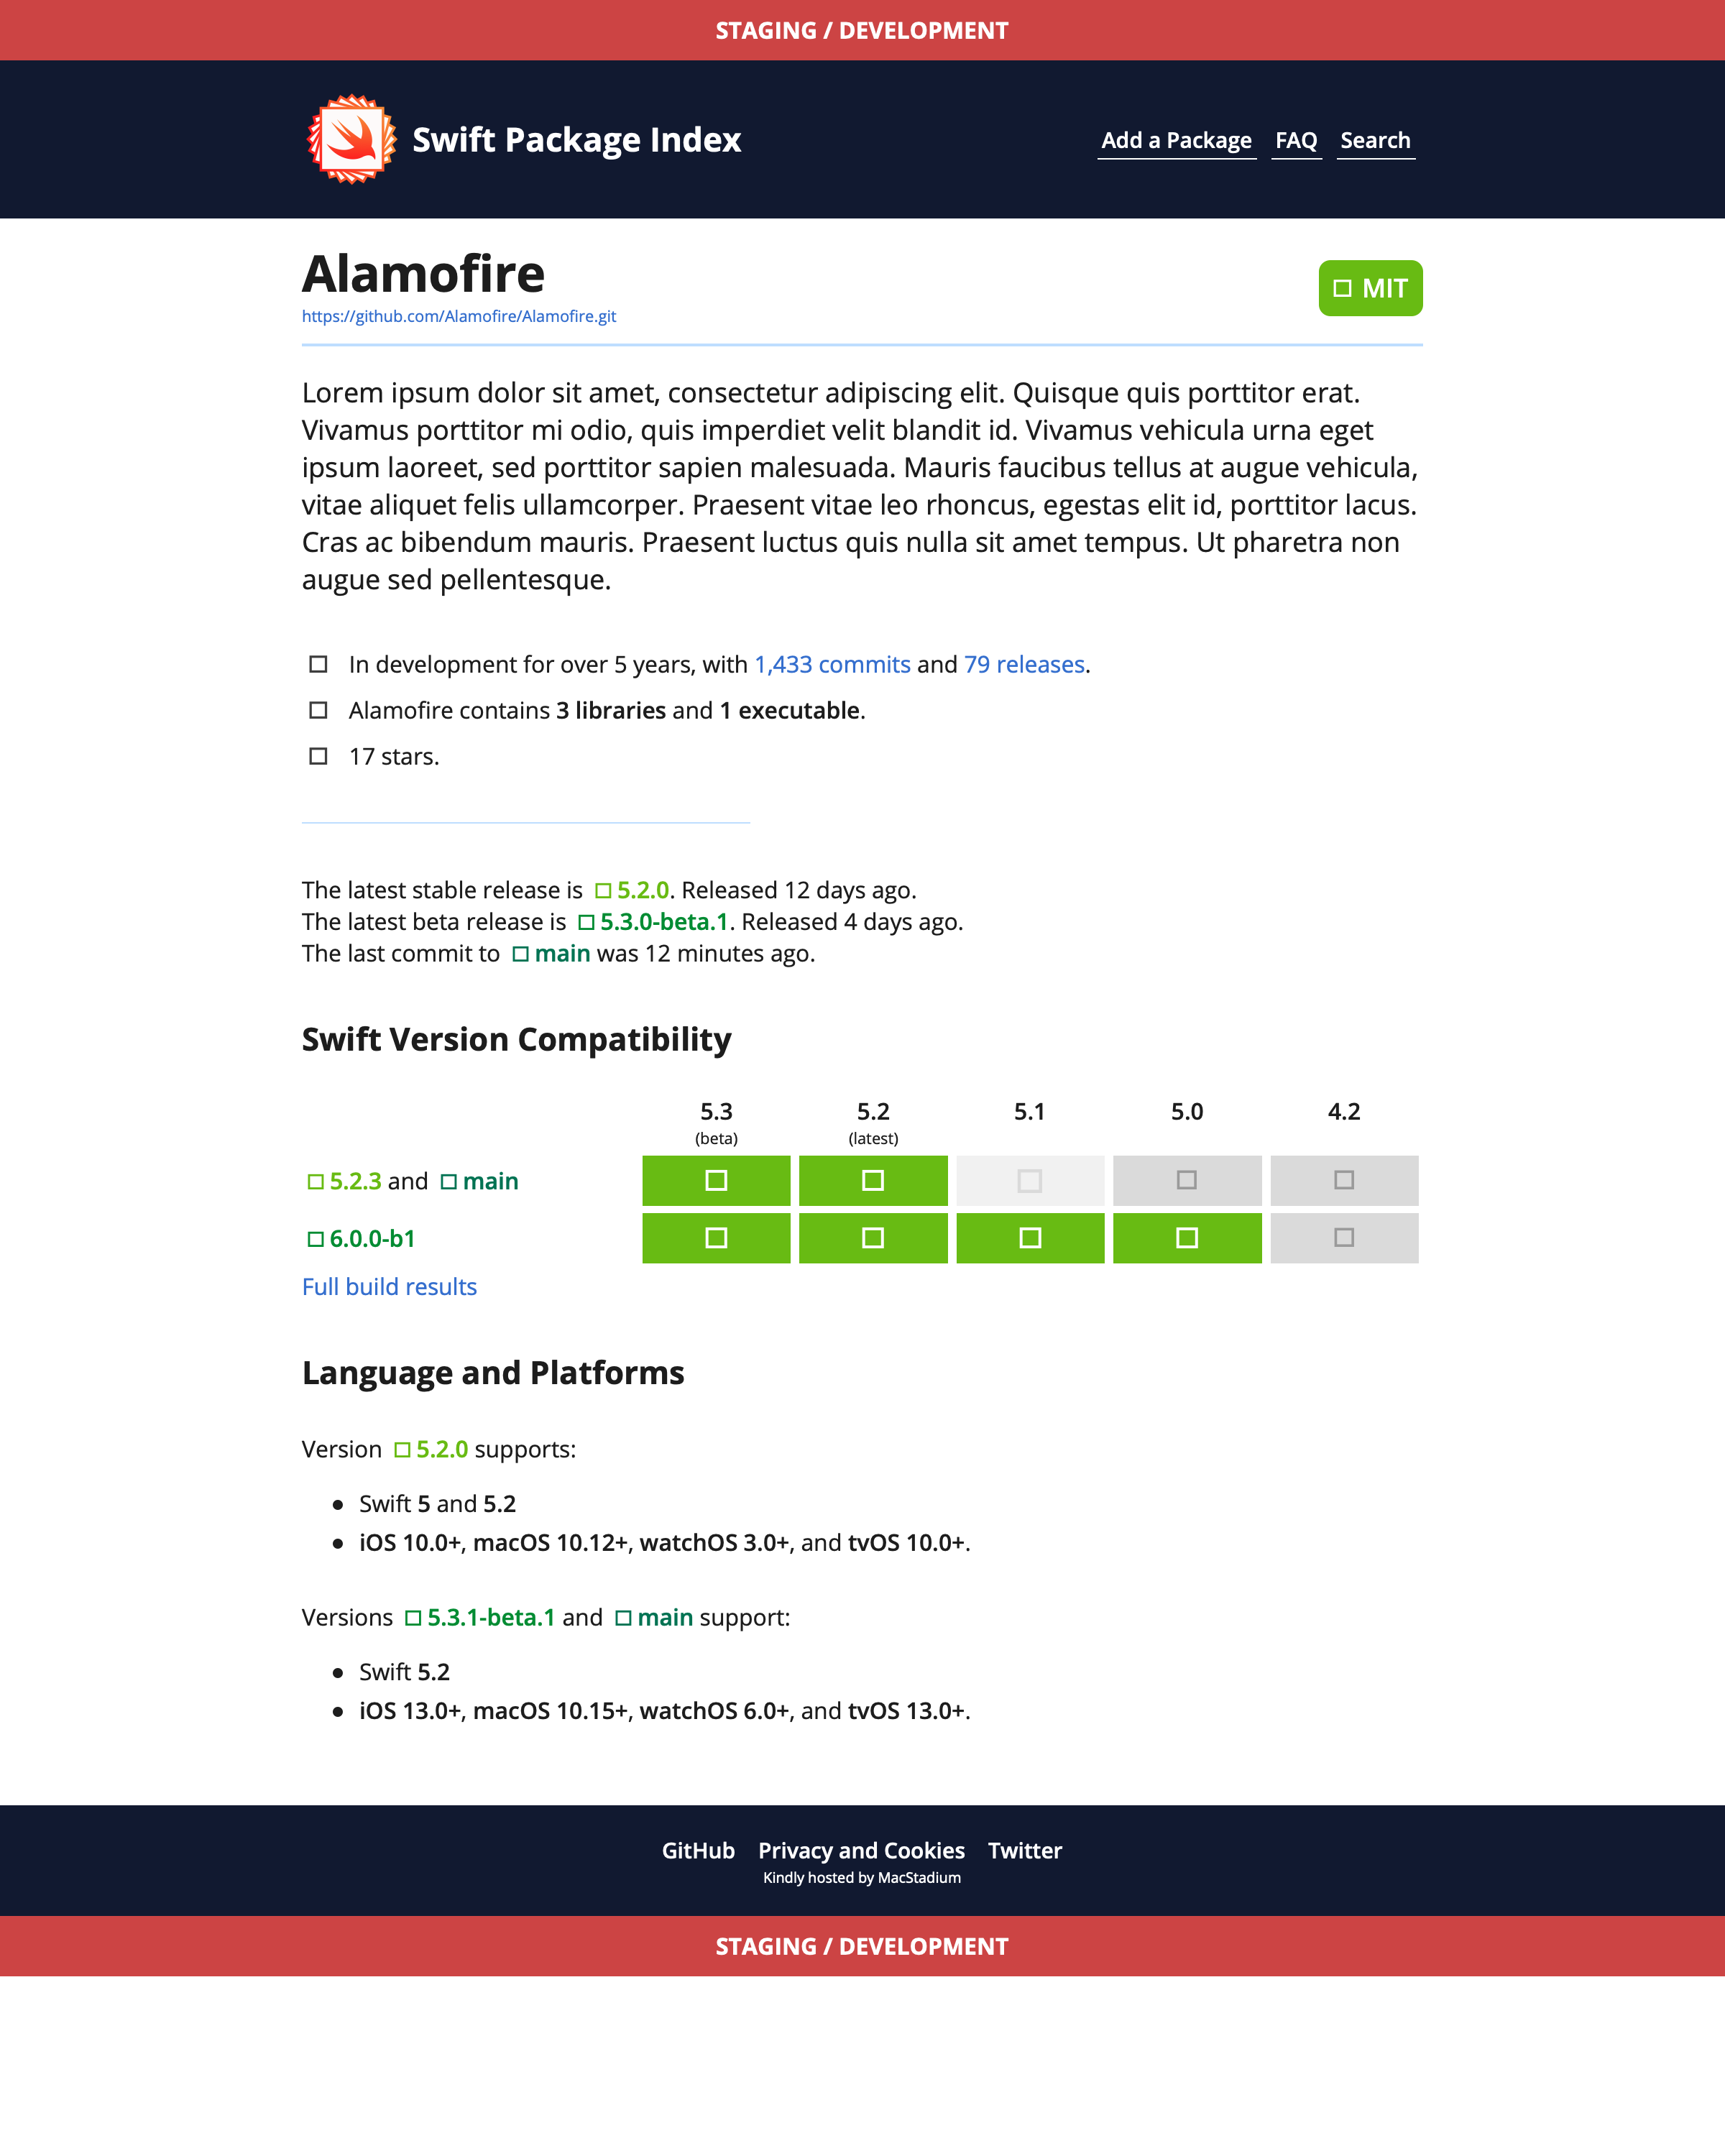 STAGING / DEVELOPMENT
Swift Package Index
Add a Package FAQ Search
Alamofire
MIT
https://github.com/Alamofire/Alamofire.git
Lorem ipsum dolor sit amet, consectetur adipiscing elit. Quisque quis porttitor erat.
Vivamus porttitor mi odio, quis imperdiet velit blandit id. Vivamus vehicula urna eget
ipsum laoreet, sed porttitor sapien malesuada. Mauris faucibus tellus at augue vehicula,
vitae aliquet felis ullamcorper. Praesent vitae leo rhoncus, egestas elit id, porttitor lacus.
Cras ac bibendum mauris. Praesent luctus quis nulla sit amet tempus. Ut pharetra non
augue sed pellentesque.
In development for over 5 years, with 1,433 commits and 79 releases.
Alamofire contains 3 libraries and 1 executable.
17 stars.
The latest stable release is 5.2.0. Released 12 days ago.
The latest beta release is 5.3.0-beta.1. Released 4 days ago.
The last commit to main was 12 minutes ago.
Swift Version Compatibility
5.3 5.2 5.1 5.0 4.2
(beta) (latest)
5.2.3 and main
6.0.0-b1
Full build results
Language and Platforms
Version 5.2.0 supports:
Swift 5 and 5.2
iOS 10.0+, macOS 10.12+, watchOS 3.0+, and tvOS 10.0+.
Versions 5.3.1-beta.1 and main support:
Swift 5.2
iOS 13.0+, macOS 10.15+, watchOS 6.0+, and tvOS 13.0+.
GitHub Privacy and Cookies Twitter
Kindly hosted by MacStadium
STAGING / DEVELOPMENT